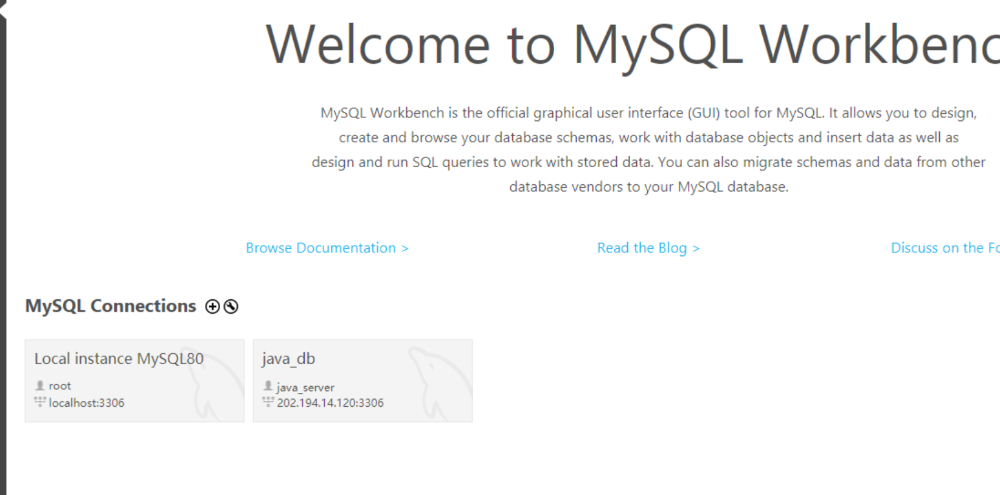 Welcome to MySQL Workbenc
MySQL Workbench is the official graphical user interface (GUI) tool for MySQL. It allows you to design,
create and browse your database schemas, work with database objects and insert data as well as
design and run SQL queries to work with stored data. You can also migrate schemas and data from other
database vendors to your MySQL database.
Browse Documentation >
Read the Blog >
Discuss on the Fo
MySQL Connections
Local instance MySQL80
root
localhost:3306
java_db
java_server
202.194.14.120:3306